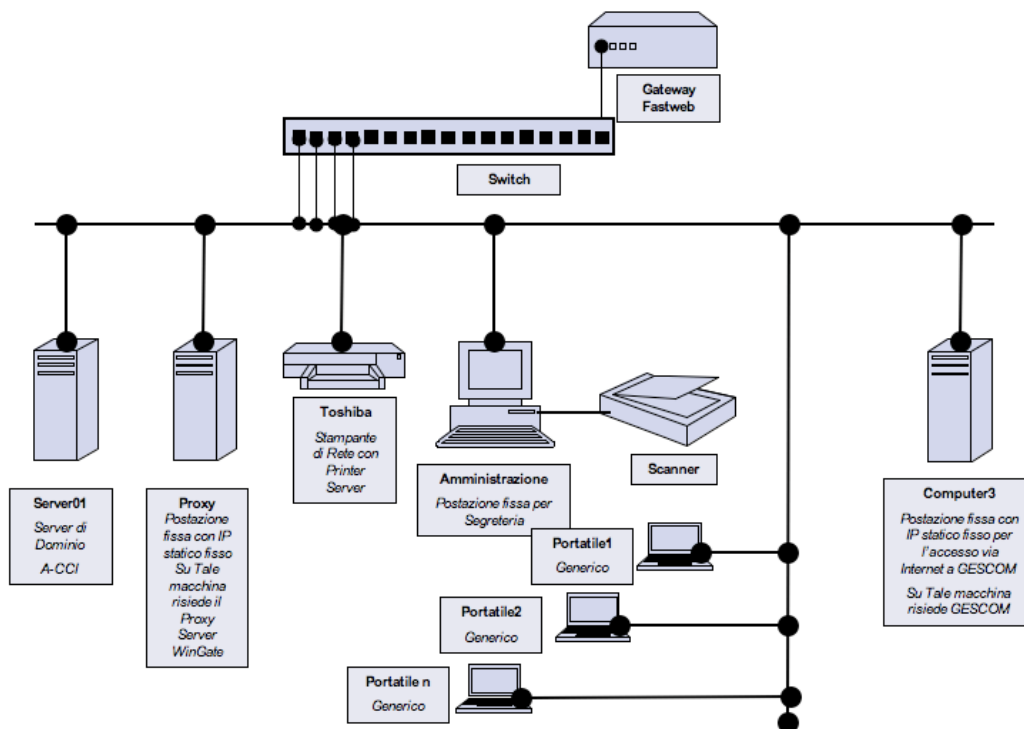 Gateway
Fastweb
Switch
Server01
Server di
Dominio
A-CCI
Proxy
Postazione
fissa con IP
statico fisso
Su Tale
macchina
risiede il
Proxy
Server
WinGate
Toshiba
Stampante
di Rete con
Printer
Server
Amministrazione
Postazione fissa per
Segreteria
Scanner
Portatile1
Generico
Portatile2
Generico
Portatile n
Generico
Computer3
Postazione fissa con
IP statico fisso per
l'accesso via
Internet a GESCOM
Su Tale macchina
risiede GESCOM